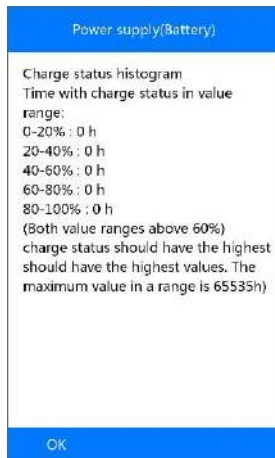 Power supply(Battery)
Charge status histogram
Time with charge status in value
range:
0-20% : 0 h
20-40% : 0 h
40-60% : 0 h
60-80% : 0 h
80-100% : 0 h
(Both value ranges above 60%)
charge status should have the highest
should have the highest values. The
maximum value in a range is 65535h)
OK